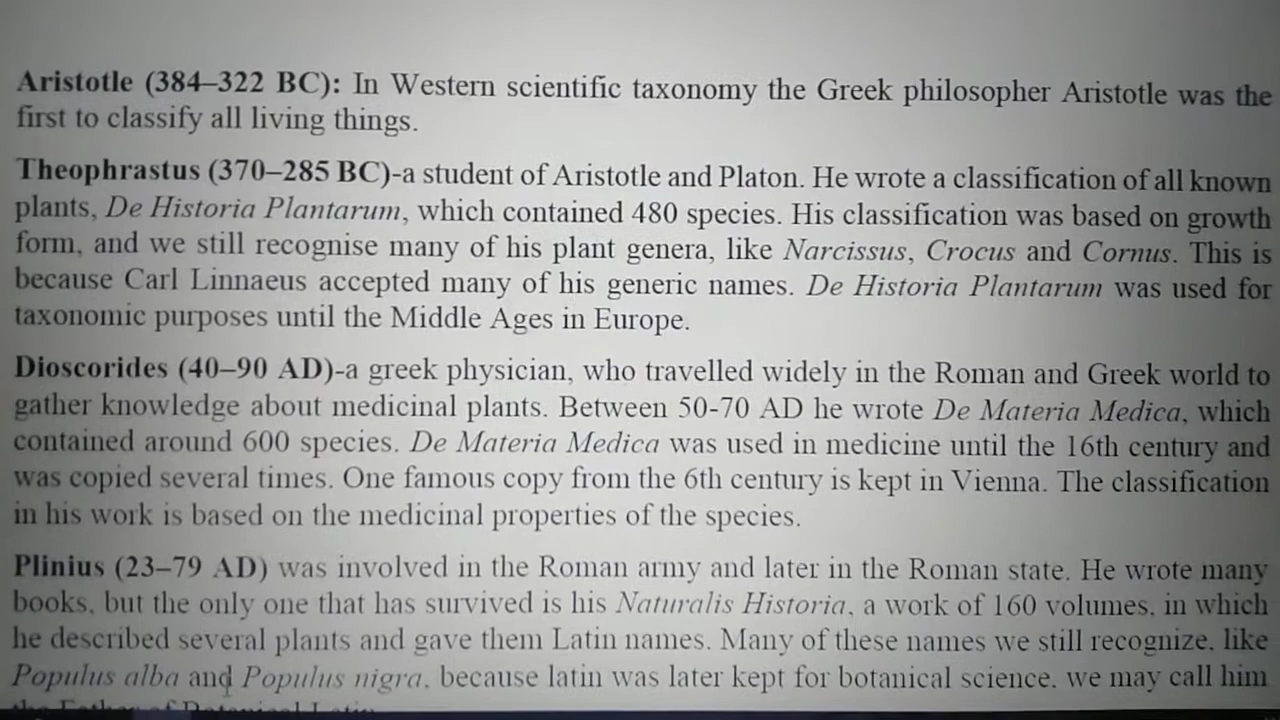 Aristotle (384–322 BC): In Western scientific taxonomy the Greek philosopher Aristotle was the
first to classify all living things.
Theophrastus (370–285 BC)-a student of Aristotle and Platon. He wrote a classification of all known
plants, De Historia Plantarum, which contained 480 species. His classification was based on growth
form, and we still recognise many of his plant genera, like Narcissus, Crocus and Cornus. This is
because Carl Linnaeus accepted many of his generic names. De Historia Plantarum was used for
taxonomic purposes until the Middle Ages in Europe.
Dioscorides (40–90 AD)-a greek physician, who travelled widely in the Roman and Greek world to
gather knowledge about medicinal plants. Between 50-70 AD he wrote De Materia Medica, which
contained around 600 species. De Materia Medica was used in medicine until the 16th century and
was copied several times. One famous copy from the 6th century is kept in Vienna. The classification
in his work is based on the medicinal properties of the species.
Plinius (23–79 AD) was involved in the Roman army and later in the Roman state. He wrote many
books, but the only one that has survived is his Naturalis Historia, a work of 160 volumes, in which
he described several plants and gave them Latin names. Many of these names we still recognize, like
Populus alba and Populus nigra, because latin was later kept for botanical science. we may call him
the Father of Botanical Latin